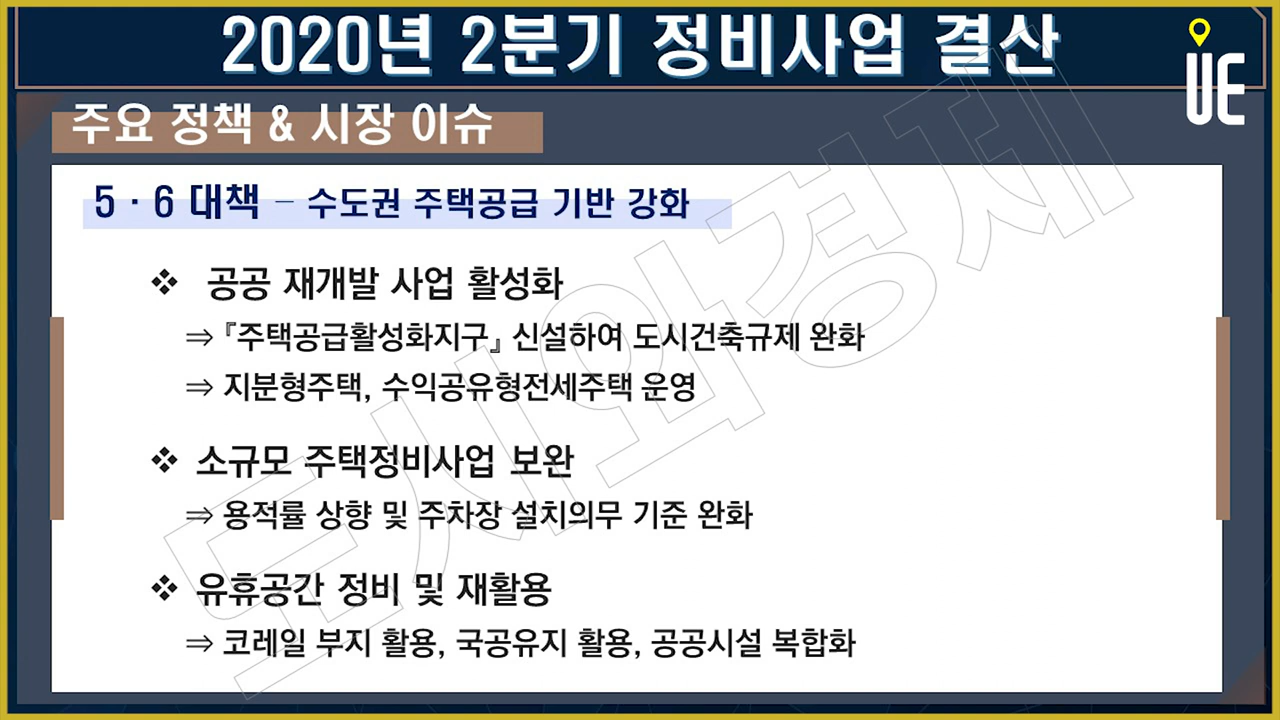 2020년 2분기 정비사업 결산
UE
주요 정책 & 시장 이슈
5 · 6 대책 – 수도권 주택공급 기반 강화
❖ 공공 재개발 사업 활성화
⇒ 『주택공급활성화지구』 신설하여 도시건축규제 완화
⇒ 지분형주택, 수익공유형전세주택 운영
❖ 소규모 주택정비사업 보완
⇒ 용적률 상향 및 주차장 설치의무 기준 완화
❖ 유휴공간 정비 및 재활용
⇒ 코레일 부지 활용, 국공유지 활용, 공공시설 복합화
도시와경제